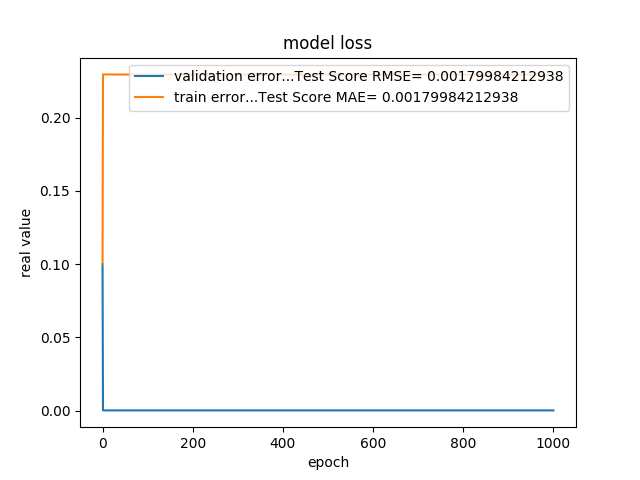 model loss
validation error...Test Score RMSE= 0.00179984212938
train error...Test Score MAE= 0.00179984212938
real value
0.20
0.15
0.10
0.05
0.00
0 200 400 600 800 1000
epoch